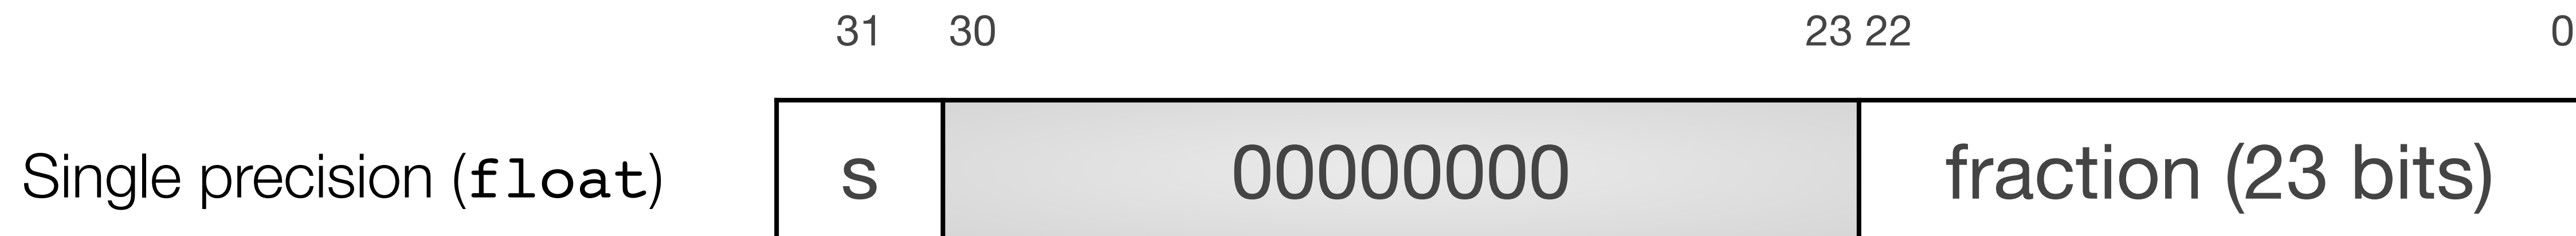 31 30 23 22 0
Single precision (float) s 00000000 fraction (23 bits)